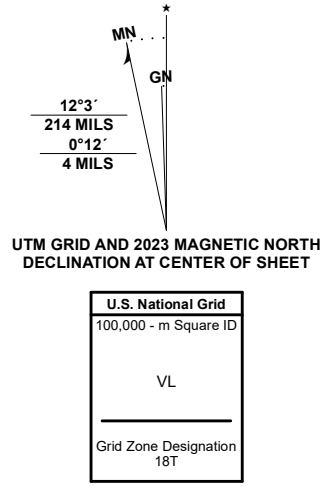 ★
MN
GN
12°3´
214 MILS
0°12´
4 MILS
UTM GRID AND 2023 MAGNETIC NORTH
DECLINATION AT CENTER OF SHEET
U.S. National Grid
100,000 - m Square ID
VL
Grid Zone Designation
18T